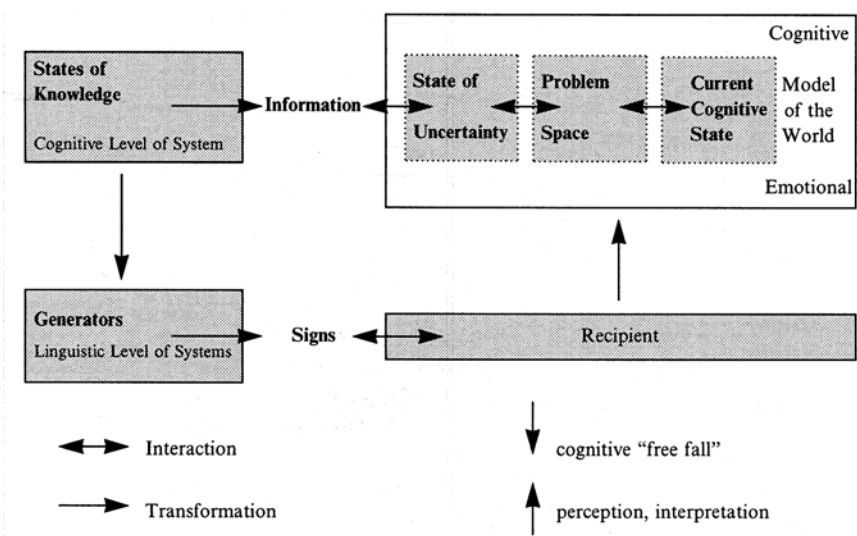 Cognitive
States of
Knowledge
Cognitive Level of System
Information
State of
Uncertainty
Problem
Space
Current
Cognitive
State
Model
of the
World
Emotional
Generators
Linguistic Level of Systems
Signs
Recipient
Interaction
cognitive “free fall”
Transformation
perception, interpretation